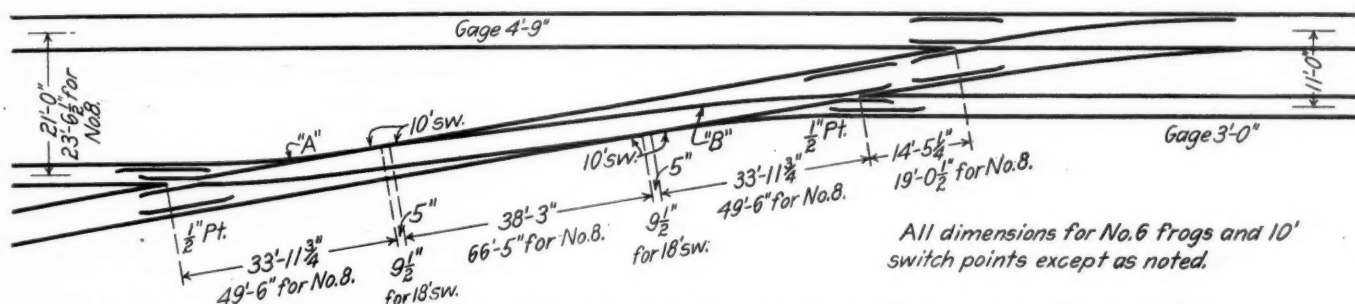 Gage 4'-9"
21'-0"
23'-6½" for
No.8.
"A"
10' sw.
½" Pt.
33'-11¾"
49'-6" for No.8.
5"
9½"
for 18' sw.
38'-3"
66'-5" for No.8.
10' sw.
5"
9½"
for 18' sw.
"B"
½" Pt.
33'-11¾"
49'-6" for No.8.
14'-5¼"
19'-0½" for No.8.
11'-0"
Gage 3'-0"
All dimensions for No.6 frogs and 10'
switch points except as noted.